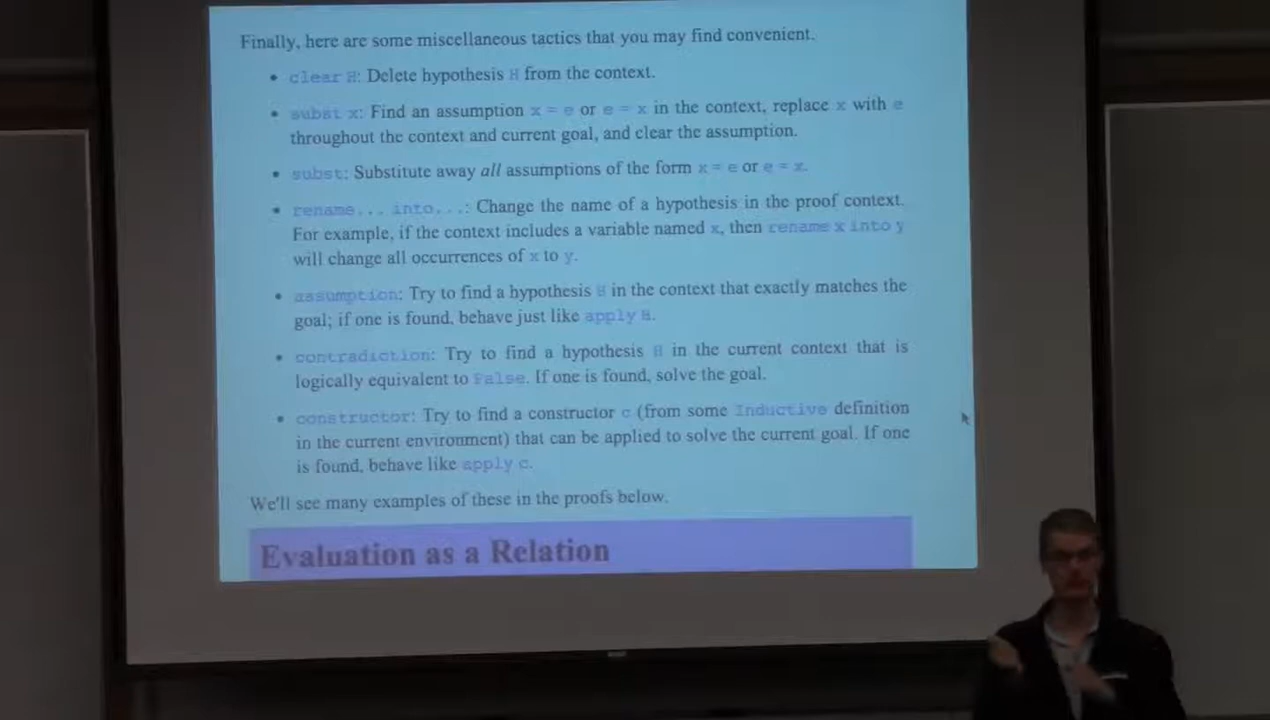 Finally, here are some miscellaneous tactics that you may find convenient.
• clear H: Delete hypothesis H from the context.
• subst x: Find an assumption x = e or e = x in the context, replace x with e
throughout the context and current goal, and clear the assumption.
• subst: Substitute away all assumptions of the form x = e or e = x.
• rename... into...: Change the name of a hypothesis in the proof context.
For example, if the context includes a variable named x, then rename x into y
will change all occurrences of x to y.
• assumption: Try to find a hypothesis H in the context that exactly matches the
goal; if one is found, behave just like apply H.
• contradiction: Try to find a hypothesis H in the current context that is
logically equivalent to False. If one is found, solve the goal.
• constructor: Try to find a constructor c (from some Inductive definition
in the current environment) that can be applied to solve the current goal. If one
is found, behave like apply c.
We'll see many examples of these in the proofs below.
Evaluation as a Relation